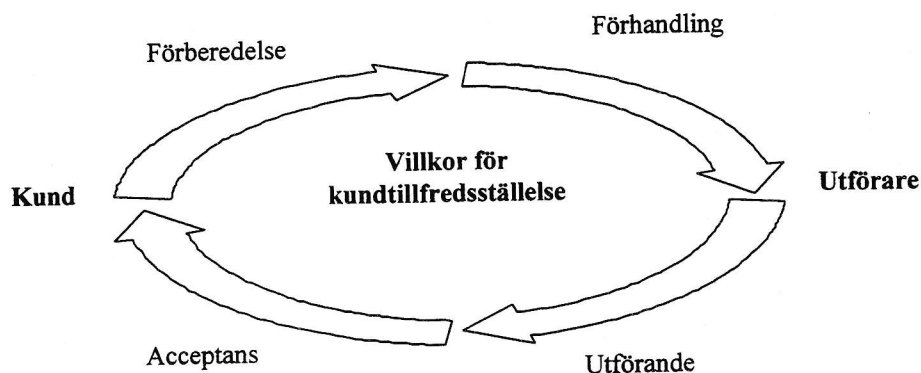 Förberedelse
Förhandling
Villkor för
kundtillfredsställelse
Kund
Utförare
Acceptans
Utförande